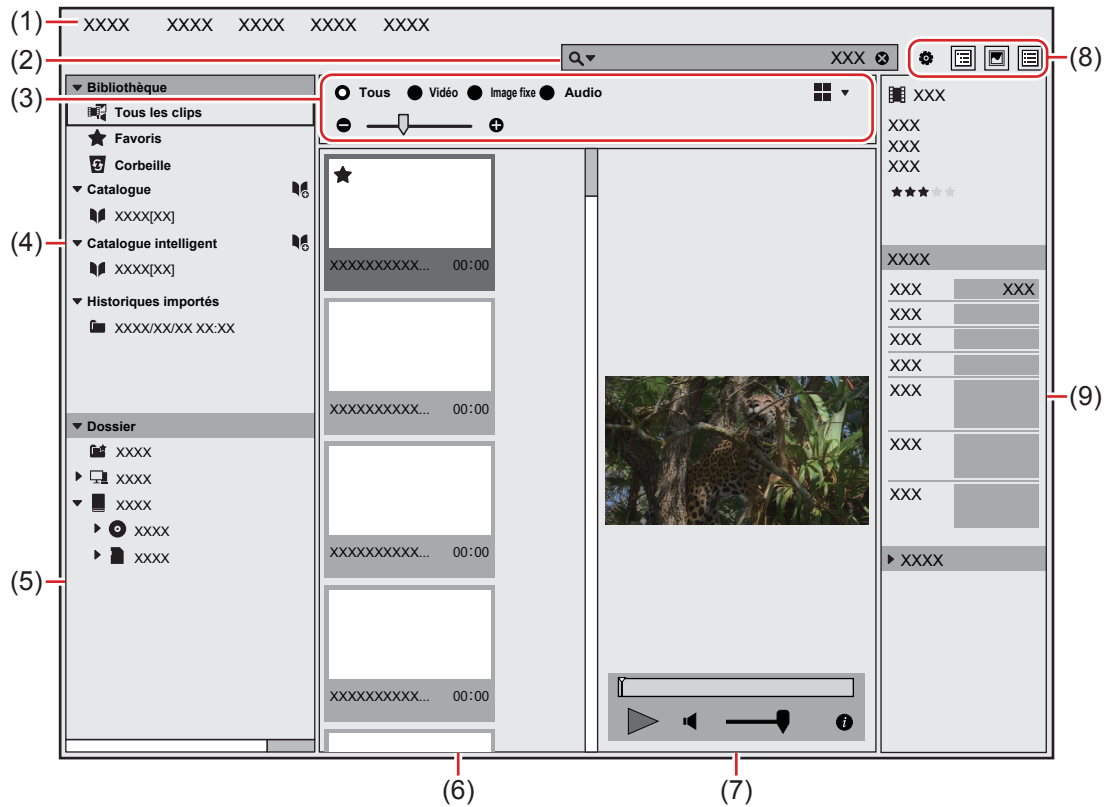 (1)
XXXX XXXX XXXX XXXX XXXX
(2)
XXX
(8)
(3)
Bibliothèque
Tous les clips
Favoris
Corbeille
Catalogue
XXXX[XX]
(4)
Catalogue intelligent
XXXX[XX]
Historiques importés
XXXX/XX/XX XX:XX
(5)
Dossier
XXXX
XXXX
XXXX
XXXX
XXXX
Tous Vidéo Image fixe Audio
XXXXXXXXXX... 00:00
XXXXXXXXXX... 00:00
XXXXXXXXXX... 00:00
XXXXXXXXXX... 00:00
(6)
i
(7)
XXX
XXX
XXX
XXX
XXXX
XXX XXX
XXX
XXX
XXX
XXX
(9)
XXX
XXX
XXXX